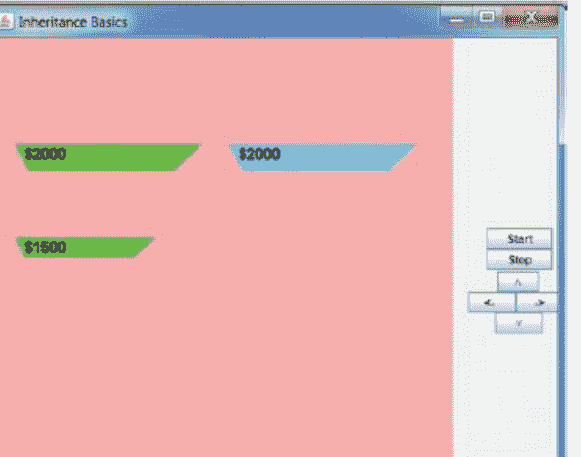 Inheritance Basics
$2000
$2000
$1500
Start
Stop
^
< >
v